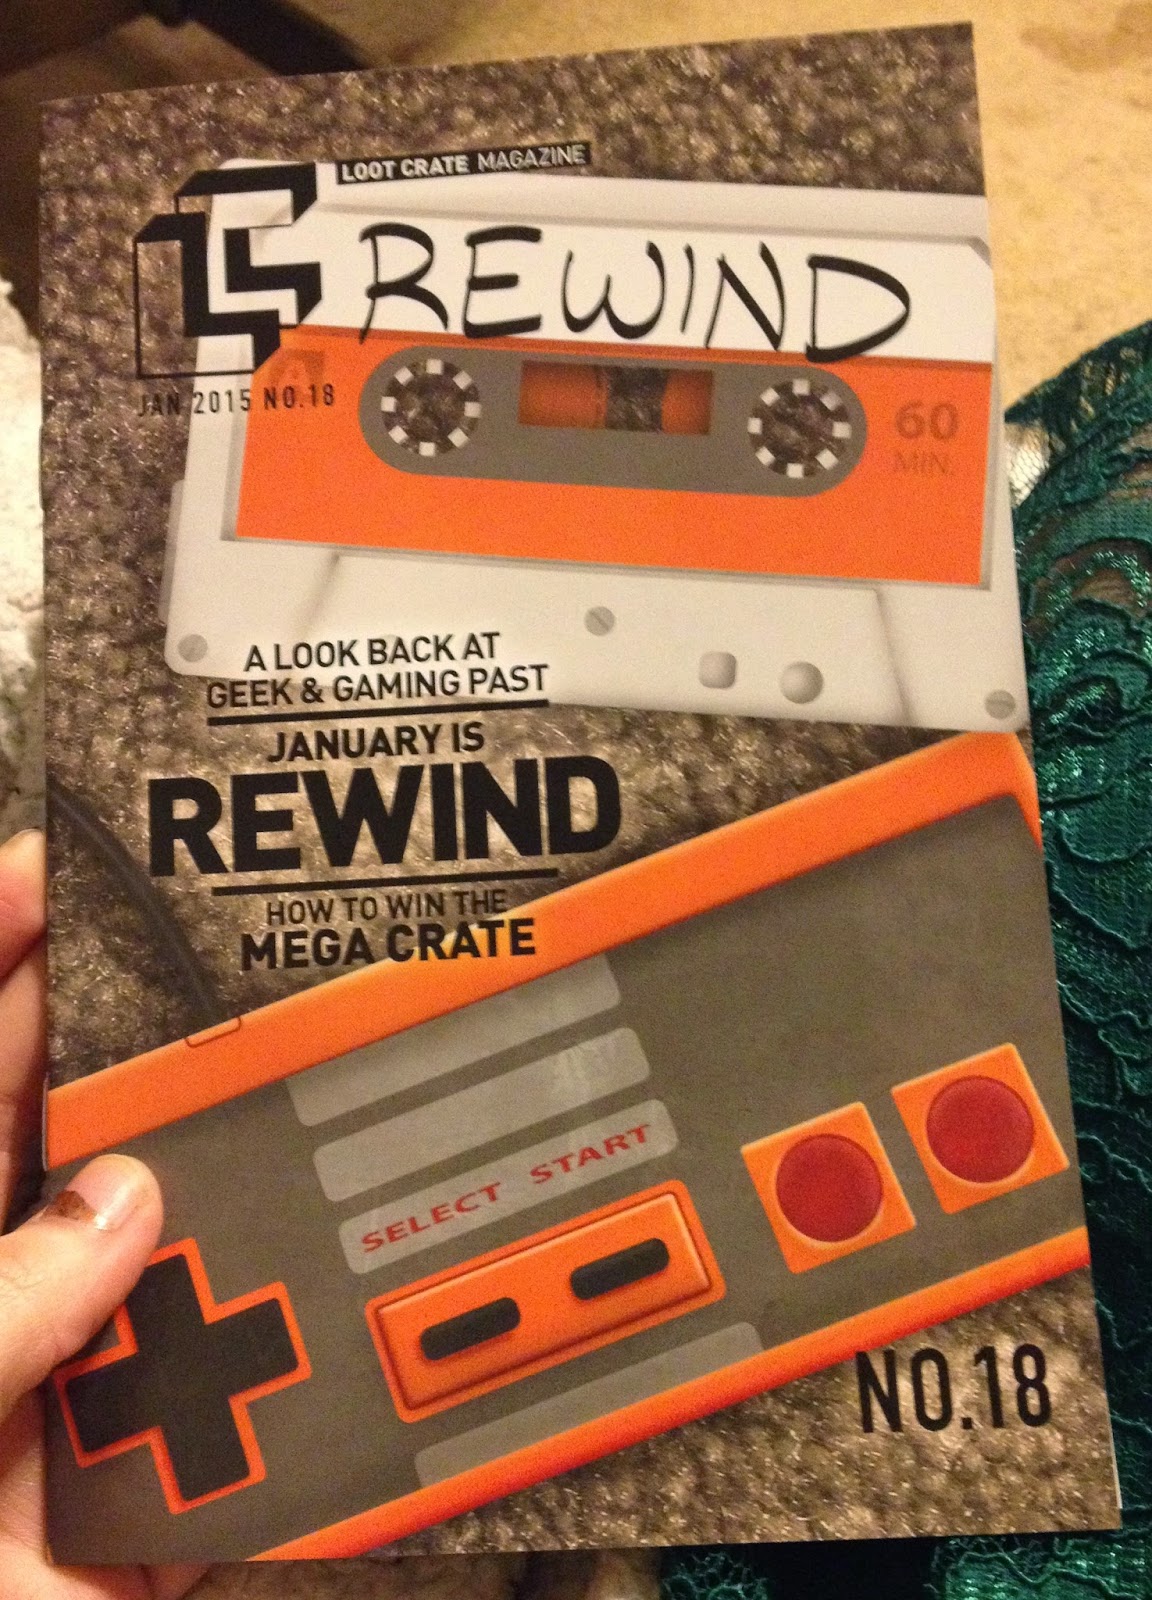 LOOT CRATE MAGAZINE
REWIND
JAN 2015 NO.18
A
60
MIN.
A LOOK BACK AT
GEEK & GAMING PAST
JANUARY IS
REWIND
HOW TO WIN THE
MEGA CRATE
SELECT START
NO.18